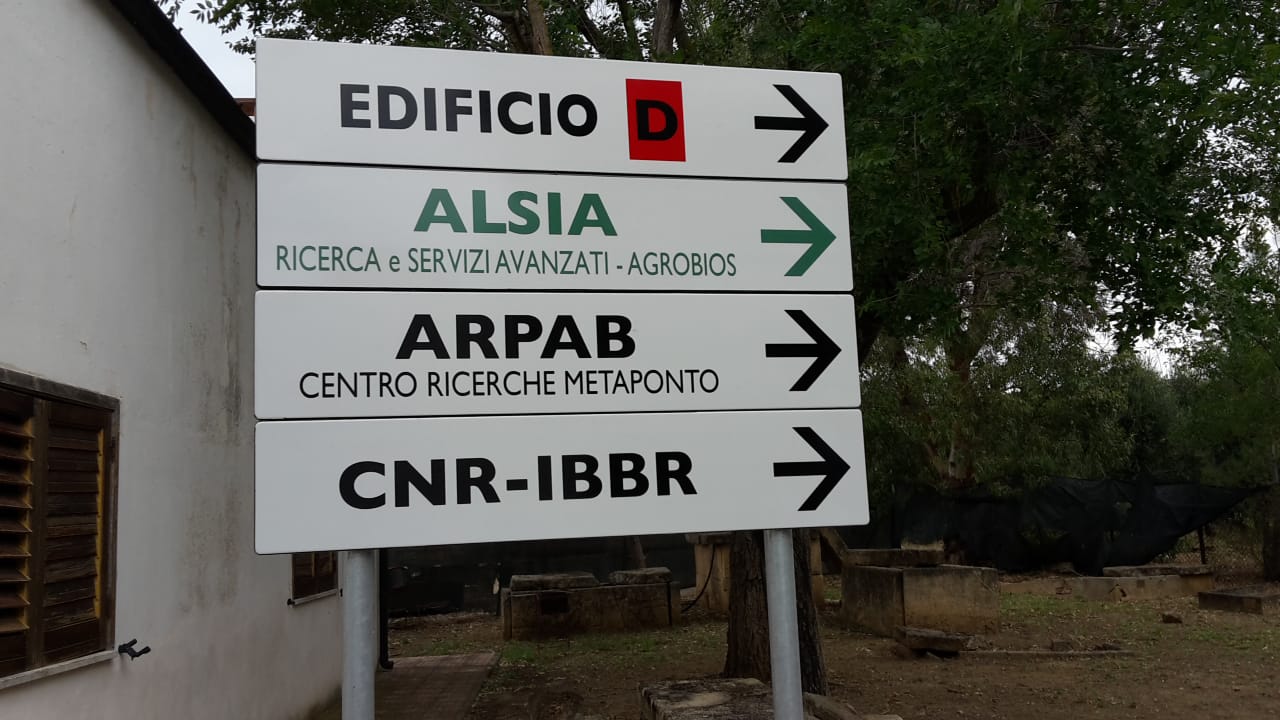 EDIFICIO D
ALSIA
RICERCA e SERVIZI AVANZATI - AGROBIOS
ARPAB
CENTRO RICERCHE METAPONTO
CNR-IBBR